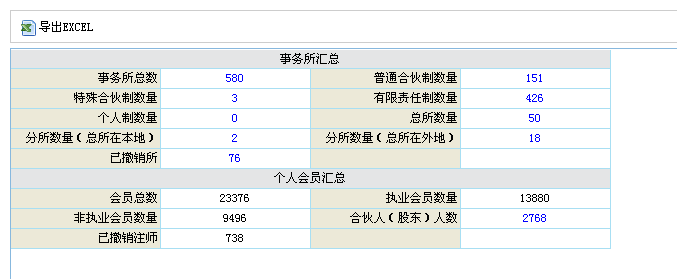 导出EXCEL
事务所汇总
事务所总数 580 普通合伙制数量 151
特殊合伙制数量 3 有限责任制数量 426
个人制数量 0 总所数量 50
分所数量（总所在本地） 2 分所数量（总所在外地） 18
已撤销所 76
个人会员汇总
会员总数 23376 执业会员数量 13880
非执业会员数量 9496 合伙人（股东）人数 2768
已撤销注师 738